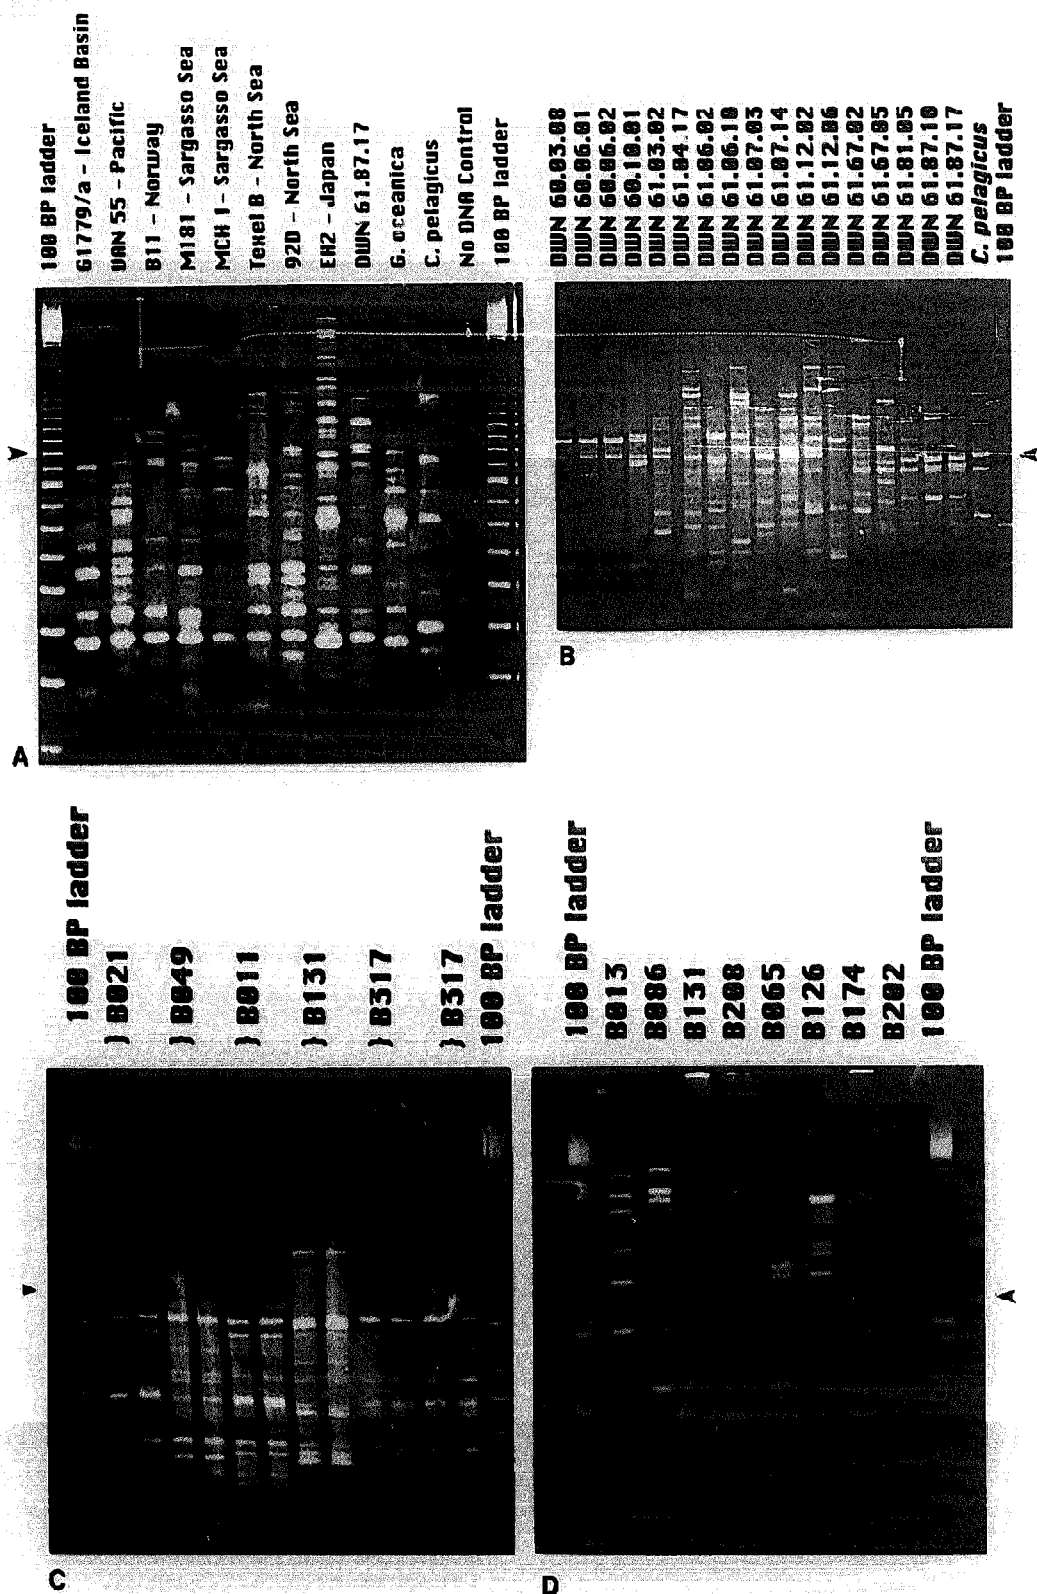 100 BP ladder
G1779/a - Iceland Basin
VAN 55 - Pacific
B11 - Norway
M181 - Sargasso Sea
MCH 1 - Sargasso Sea
Texel B - North Sea
92D - North Sea
EH2 - Japan
DWN 61.87.17
G. oceanica
C. pelagicus
No DNA Control
100 BP ladder
A
DWN 60.03.08
DWN 60.06.01
DWN 60.06.02
DWN 60.10.01
DWN 61.03.02
DWN 61.04.17
DWN 61.06.02
DWN 61.06.10
DWN 61.07.03
DWN 61.07.14
DWN 61.12.02
DWN 61.12.06
DWN 61.67.02
DWN 61.67.05
DWN 61.81.05
DWN 61.87.10
DWN 61.87.17
C. pelagicus
100 BP ladder
B
100 BP ladder
} B021
} B049
} B011
} B131
} B317
} B317
100 BP ladder
C
100 BP ladder
B013
B086
B131
B208
B065
B126
B174
B202
100 BP ladder
D